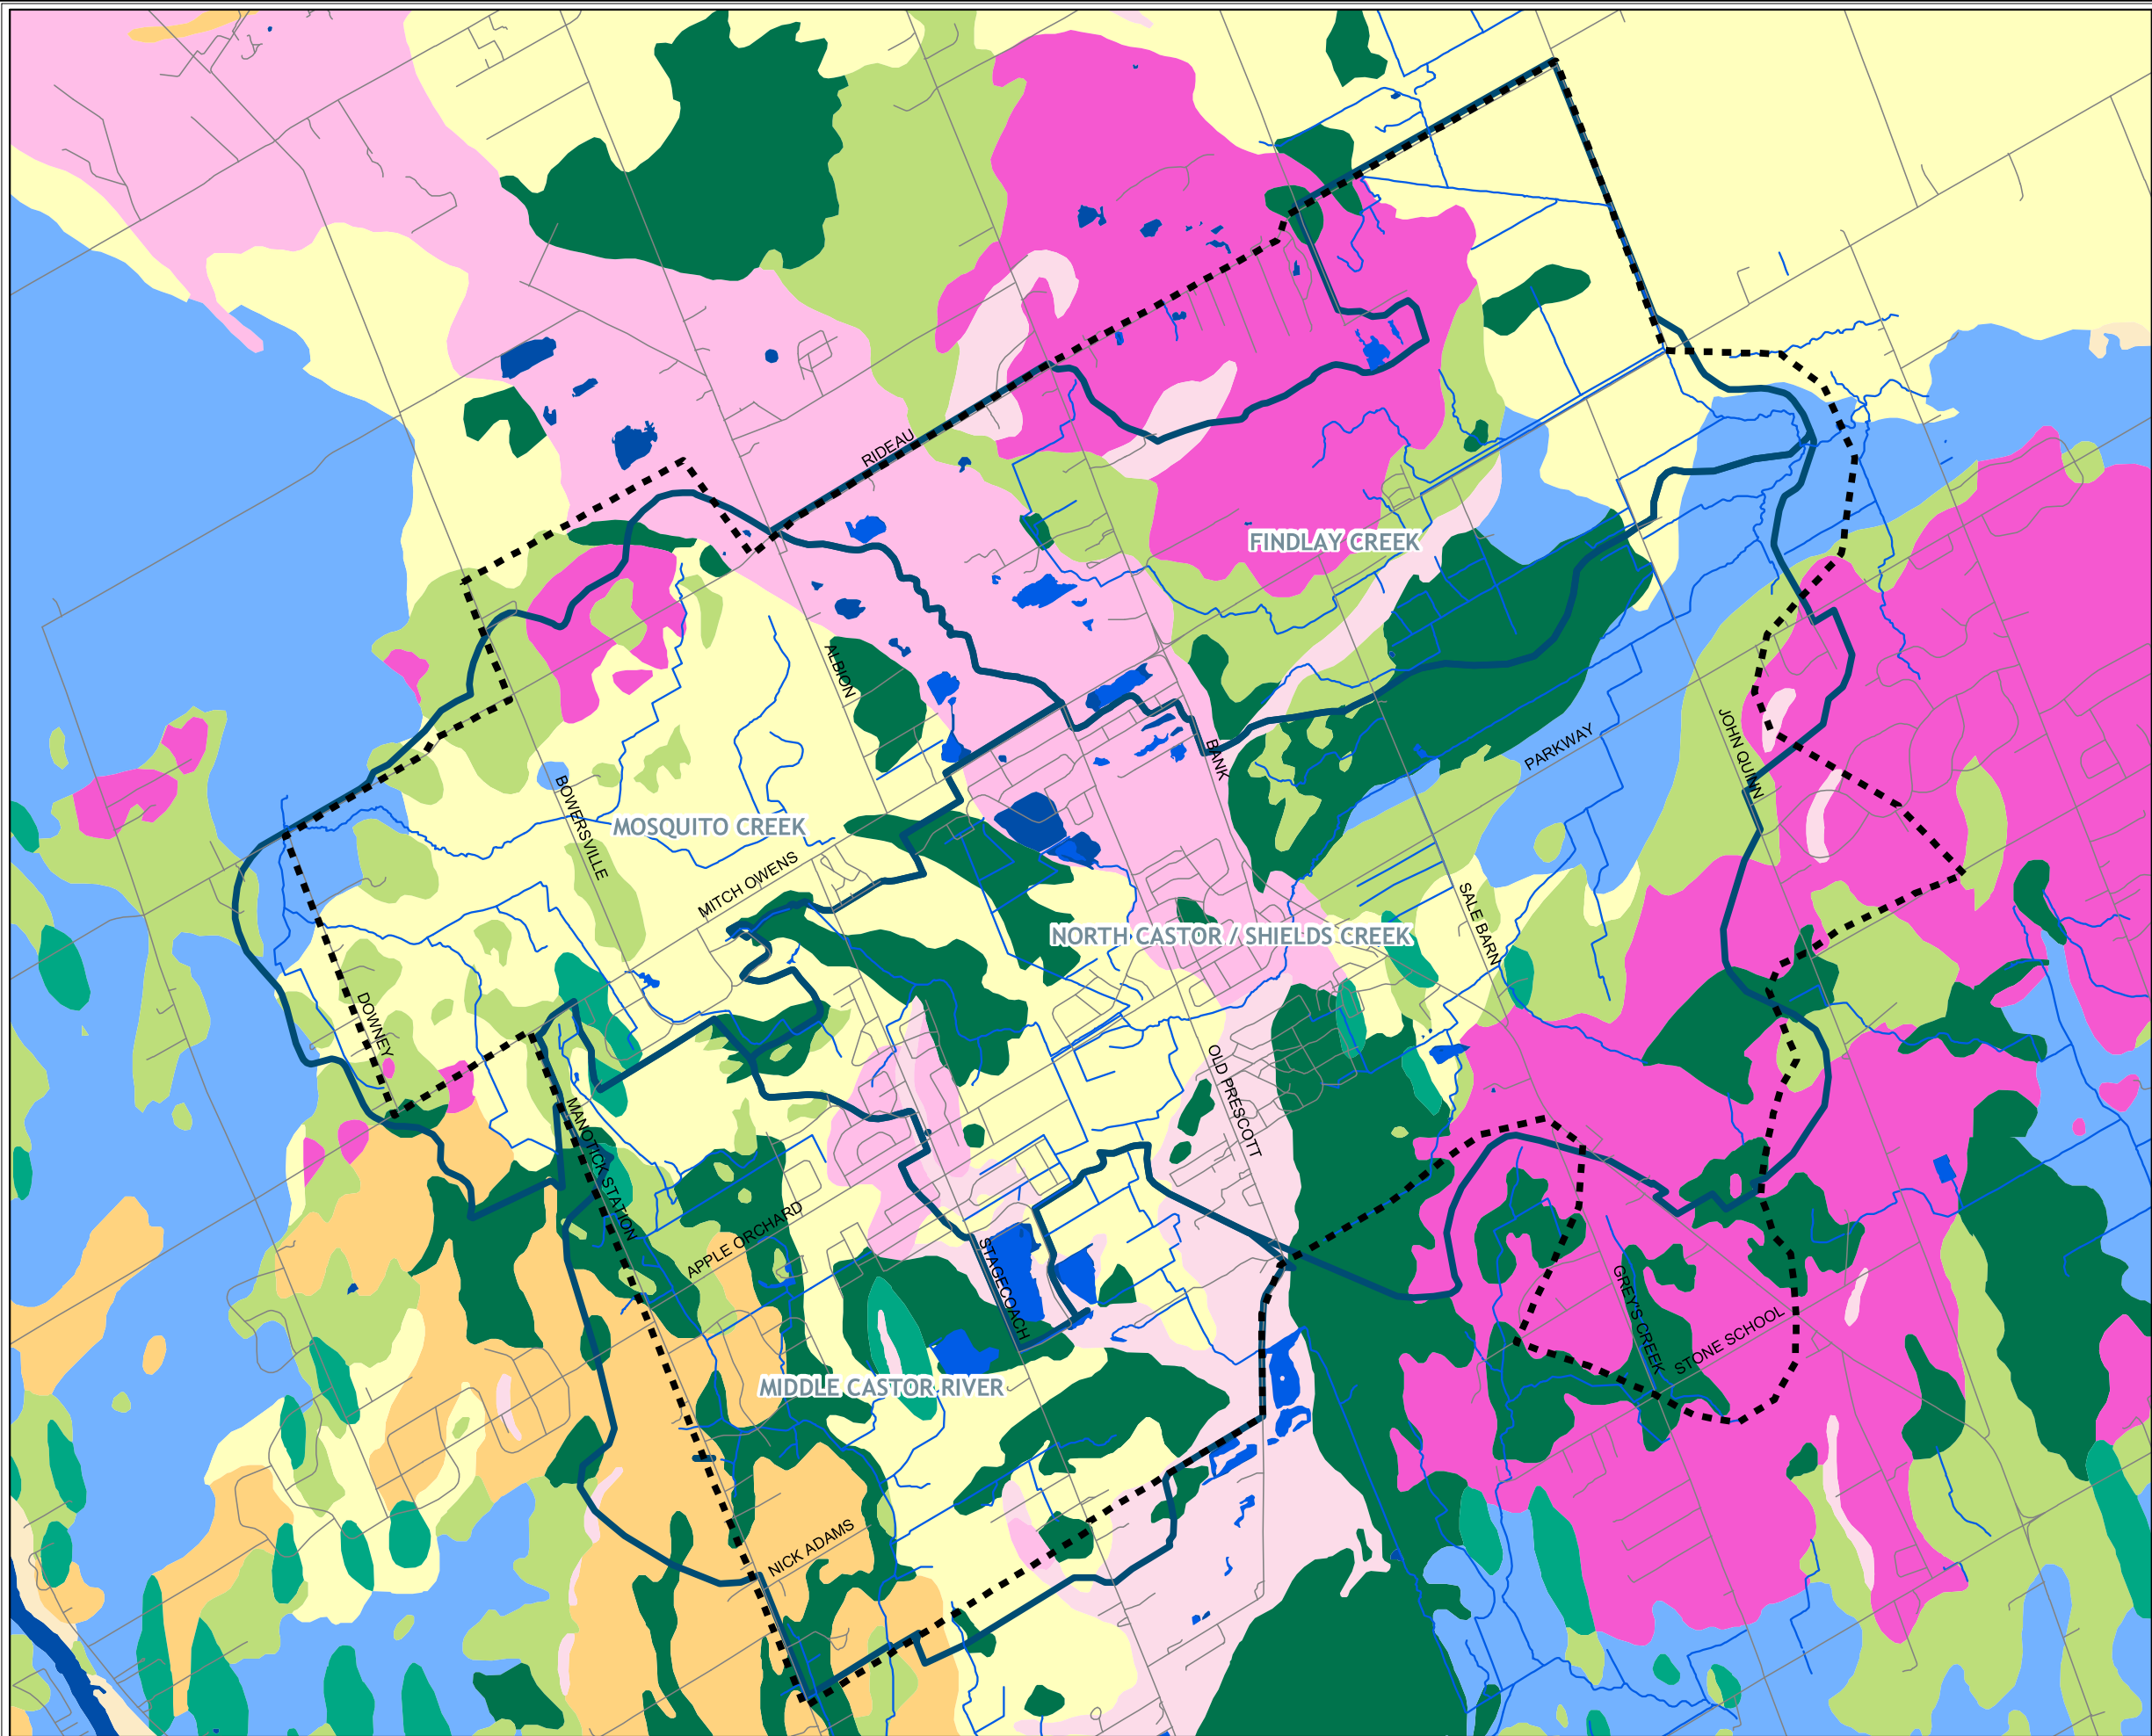 RIDEAU
FINDLAY CREEK
ALBION
BANK
JOHN QUINN
PARKWAY
BOWERSVILLE
MOSQUITO CREEK
MITCH OWENS
SALE BARN
NORTH CASTOR / SHIELDS CREEK
DOWNEY
OLD PRESCOTT
MANOTICK STATION
APPLE ORCHARD
STAGECOACH
GREY'S CREEK
STONE SCHOOL
MIDDLE CASTOR RIVER
NICK ADAMS